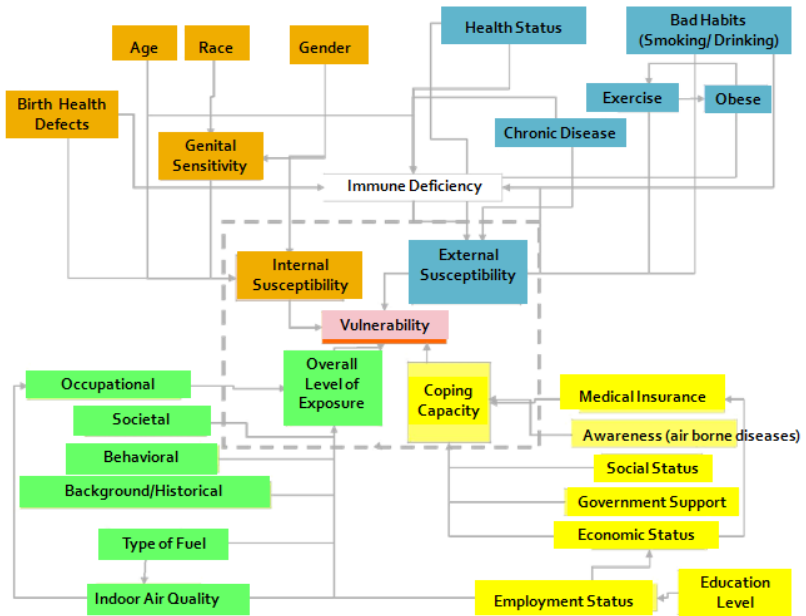 Age
Race
Gender
Health Status
Bad Habits
(Smoking/ Drinking)
Birth Health
Defects
Genital
Sensitivity
Exercise
Obese
Chronic Disease
Immune Deficiency
Internal
Susceptibility
External
Susceptibility
Vulnerability
Overall
Level of
Exposure
Coping
Capacity
Occupational
Societal
Behavioral
Background/Historical
Type of Fuel
Indoor Air Quality
Medical Insurance
Awareness (air borne diseases)
Social Status
Government Support
Economic Status
Employment Status
Education
Level